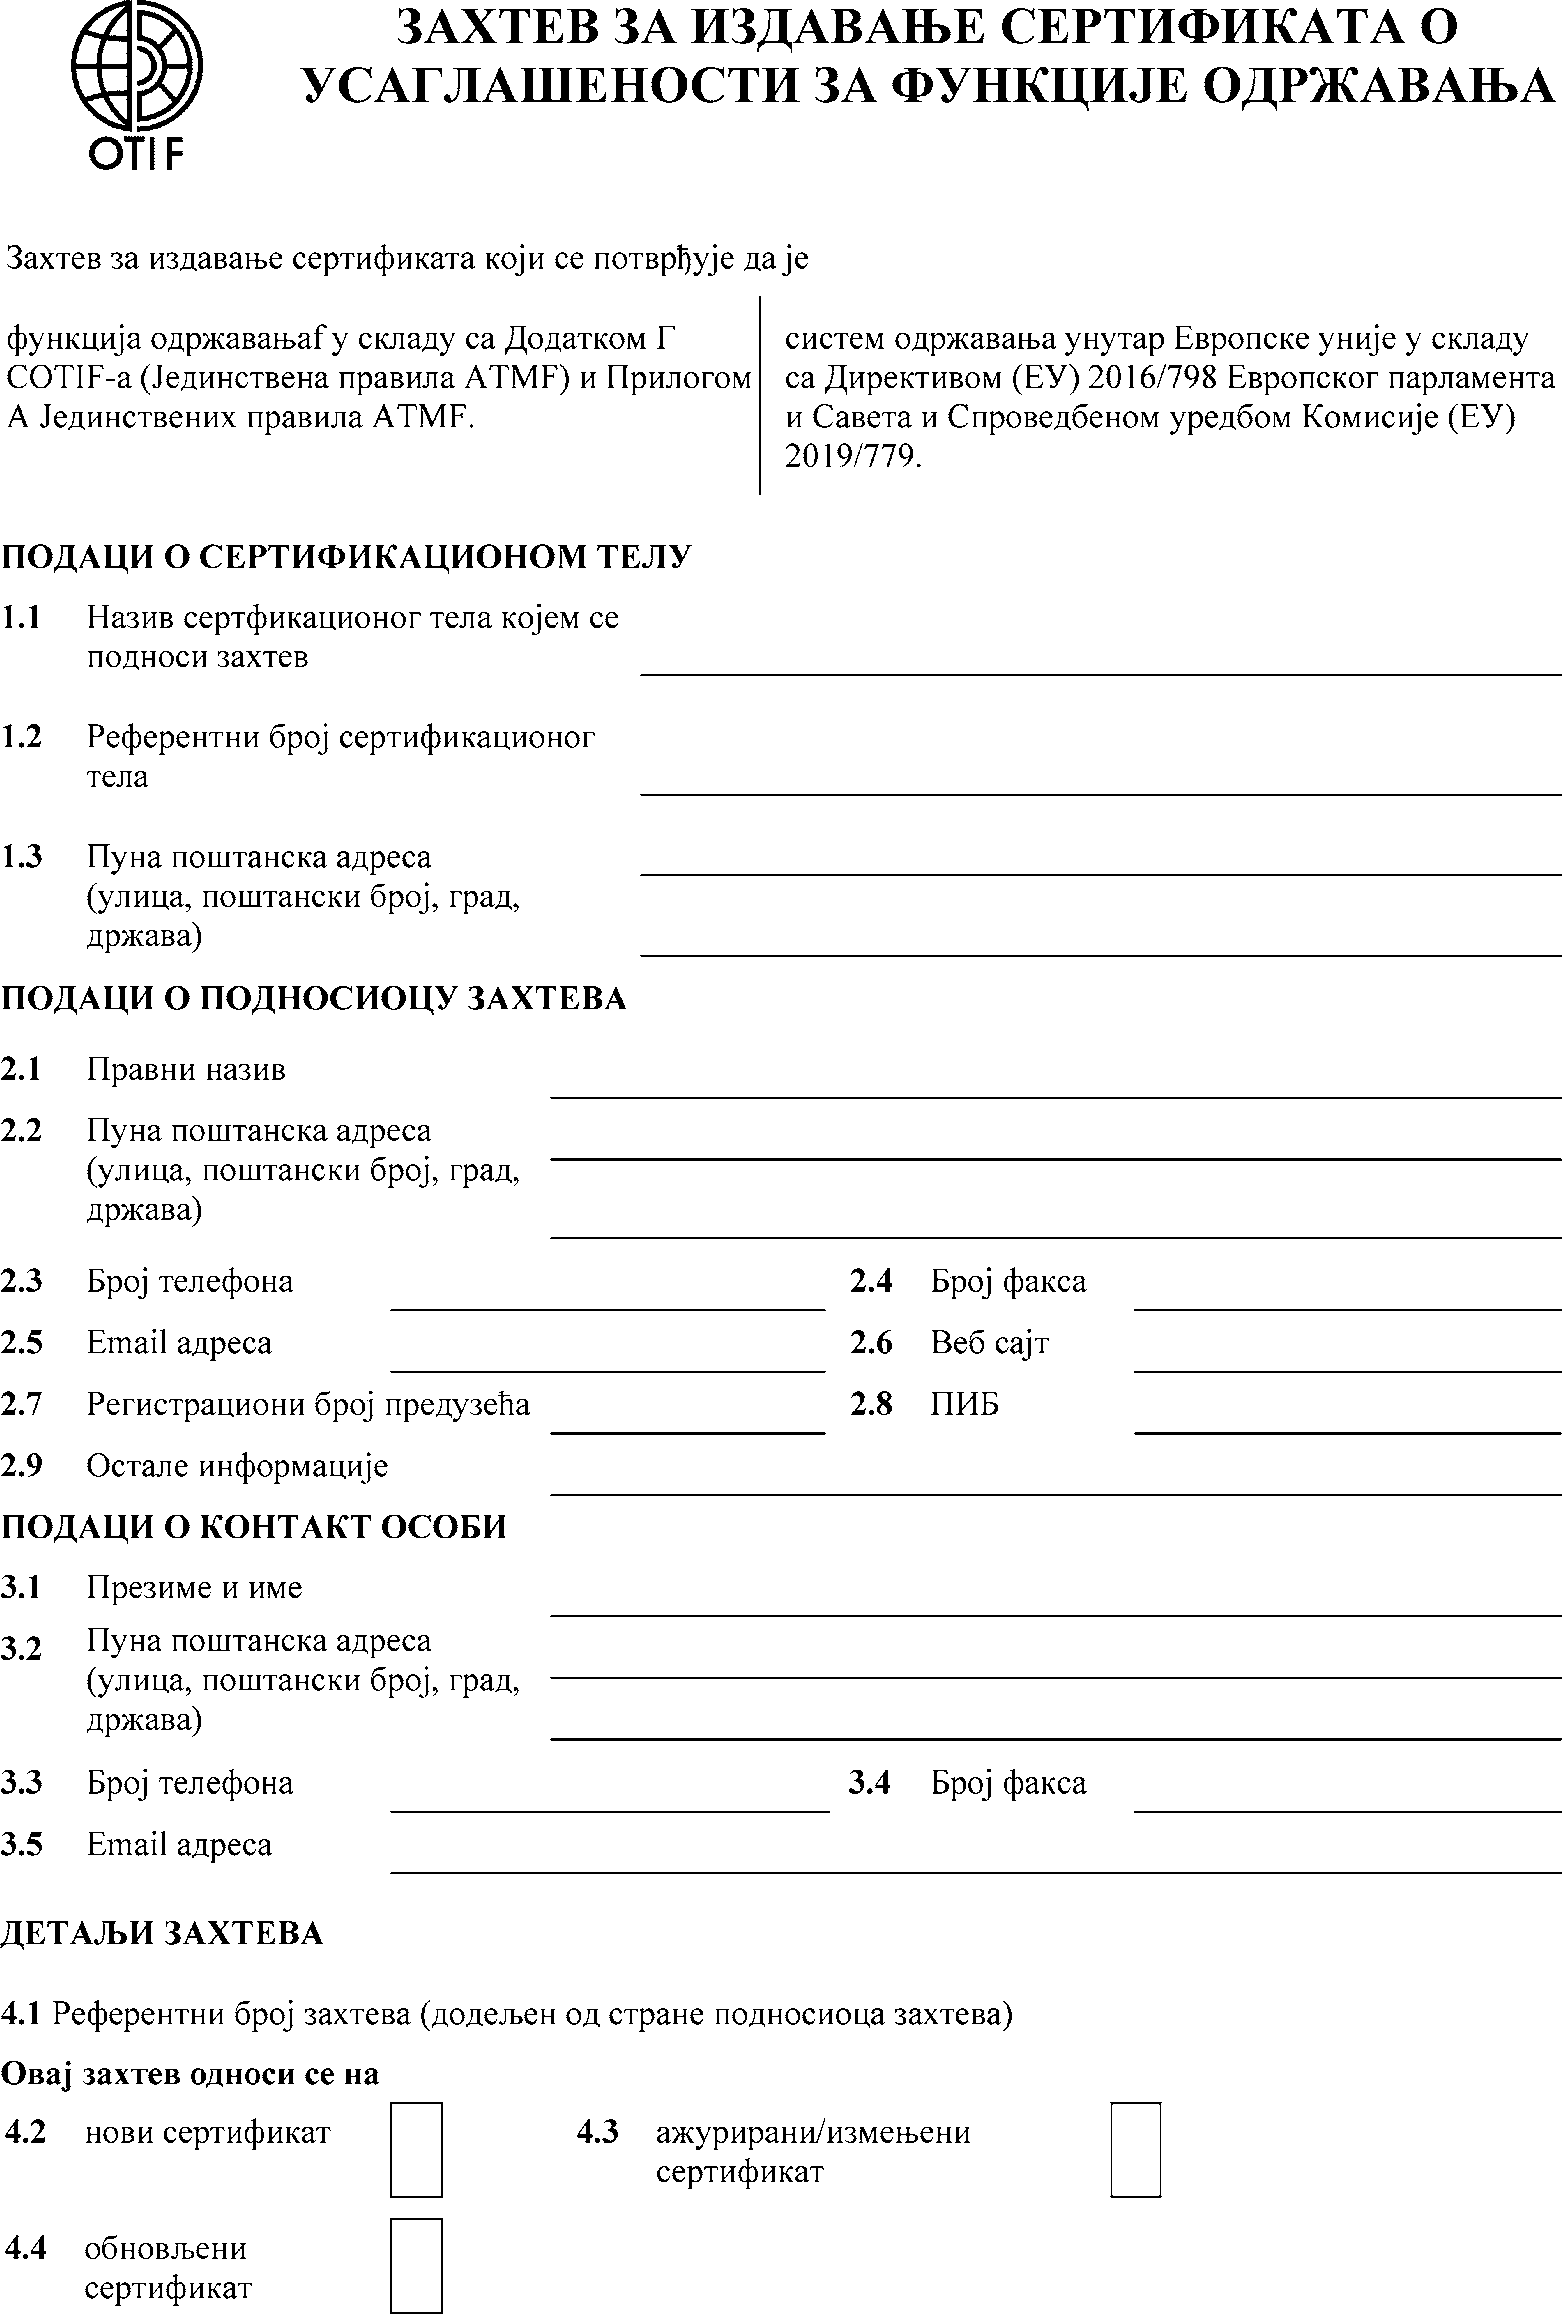 ЗАХТЕВ ЗА ИЗДАВАЊЕ СЕРТИФИКАТА О
УСАГЛАШЕНОСТИ ЗА ФУНКЦИЈЕ ОДРЖАВАЊА
OTIF
Захтев за издавање сертификата који се потврђује да је
функција одржавањаf у складу са Додатком Г
COTIF-а (Јединствена правила ATMF) и Прилогом
А Јединствених правила ATMF.
систем одржавања унутар Европске уније у складу
са Директивом (ЕУ) 2016/798 Европског парламента
и Савета и Спроведбеном уредбом Комисије (ЕУ)
2019/779.
ПОДАЦИ О СЕРТИФИКАЦИОНОМ ТЕЛУ
1.1 Назив сертфикационог тела којем се
подноси захтев
1.2 Референтни број сертификационог
тела
1.3 Пуна поштанска адреса
(улица, поштански број, град,
држава)
ПОДАЦИ О ПОДНОСИОЦУ ЗАХТЕВА
2.1 Правни назив
2.2 Пуна поштанска адреса
(улица, поштански број, град,
држава)
2.3 Број телефона 2.4 Број факса
2.5 Email адреса 2.6 Веб сајт
2.7 Регистрациони број предузећа 2.8 ПИБ
2.9 Остале информације
ПОДАЦИ О КОНТАКТ ОСОБИ
3.1 Презиме и име
3.2 Пуна поштанска адреса
(улица, поштански број, град,
држава)
3.3 Број телефона 3.4 Број факса
3.5 Email адреса
ДЕТАЉИ ЗАХТЕВА
4.1 Референтни број захтева (додељен од стране подносиоца захтева)
Овај захтев односи се на
4.2 нови сертификат 4.3 ажурирани/измењени
сертификат
4.4 обновљени
сертификат